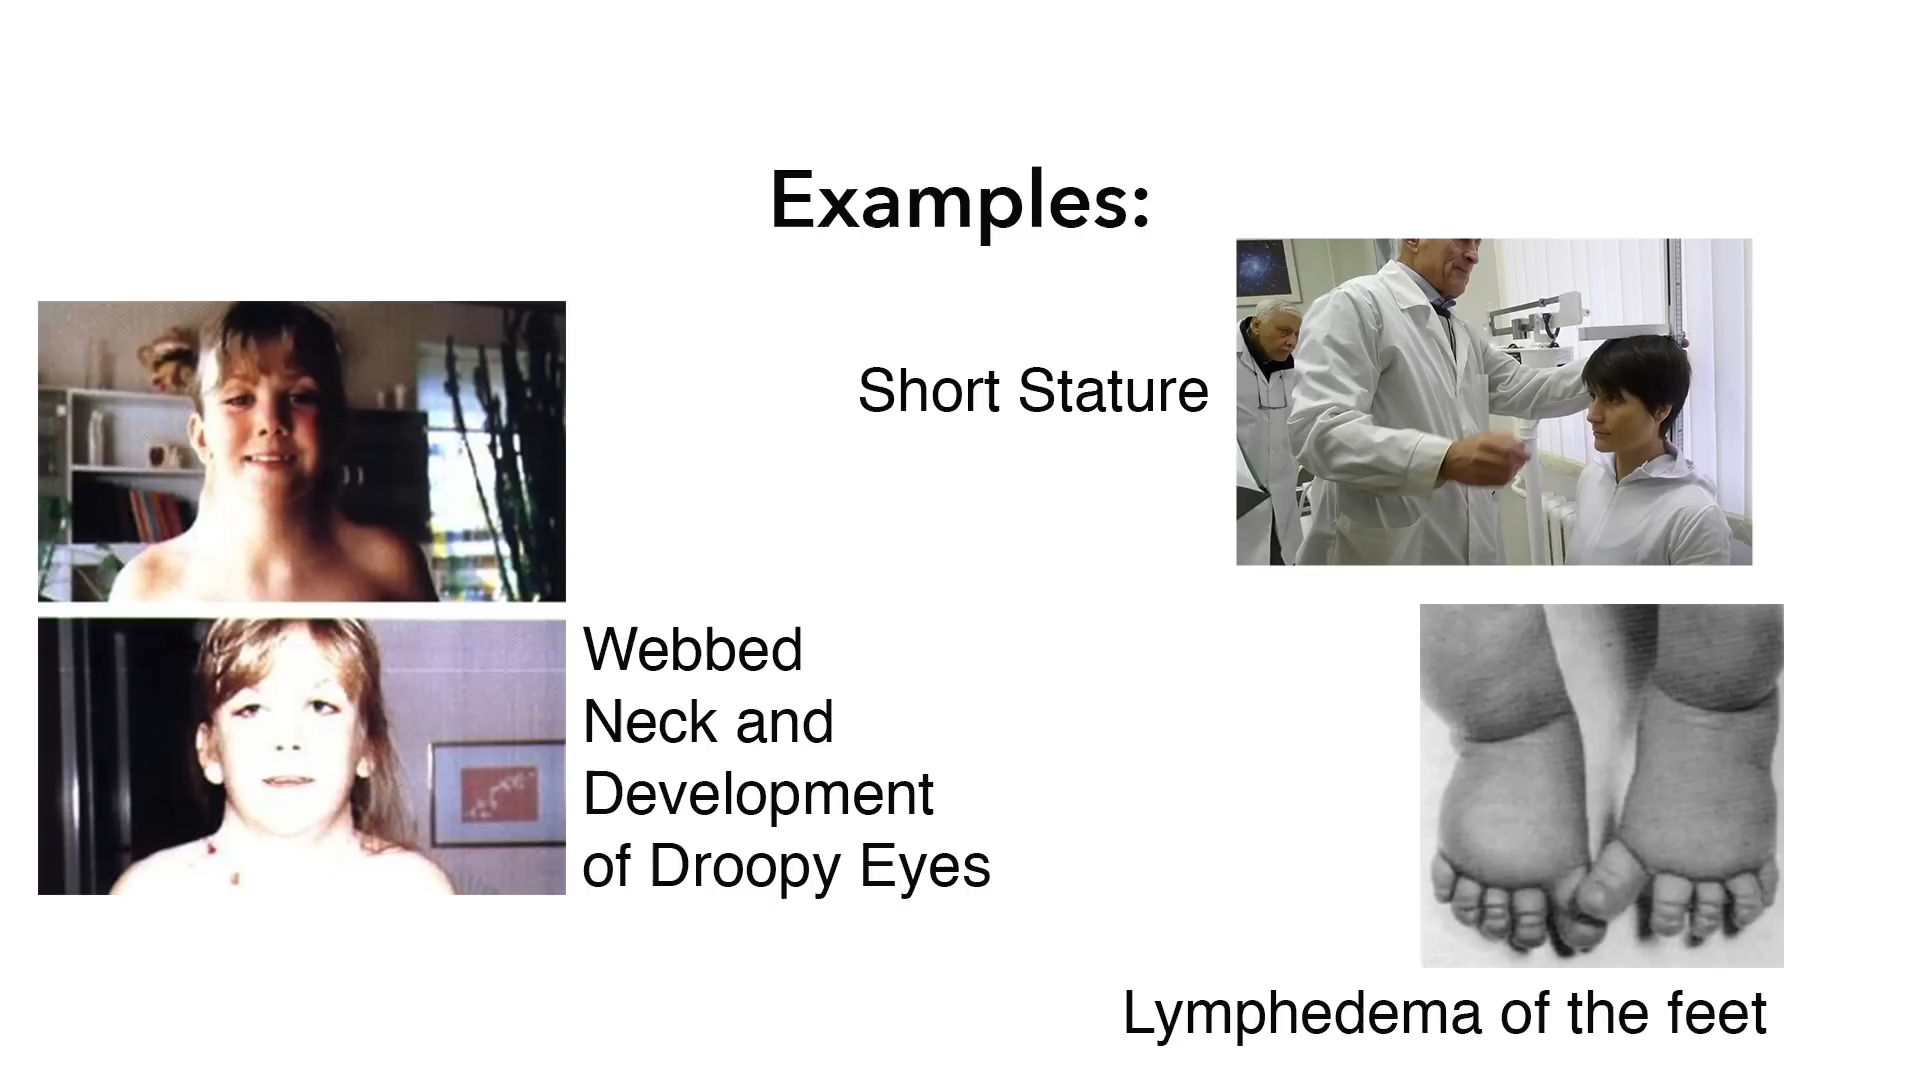 Examples:
Short Stature
Webbed
Neck and
Development
of Droopy Eyes
Lymphedema of the feet